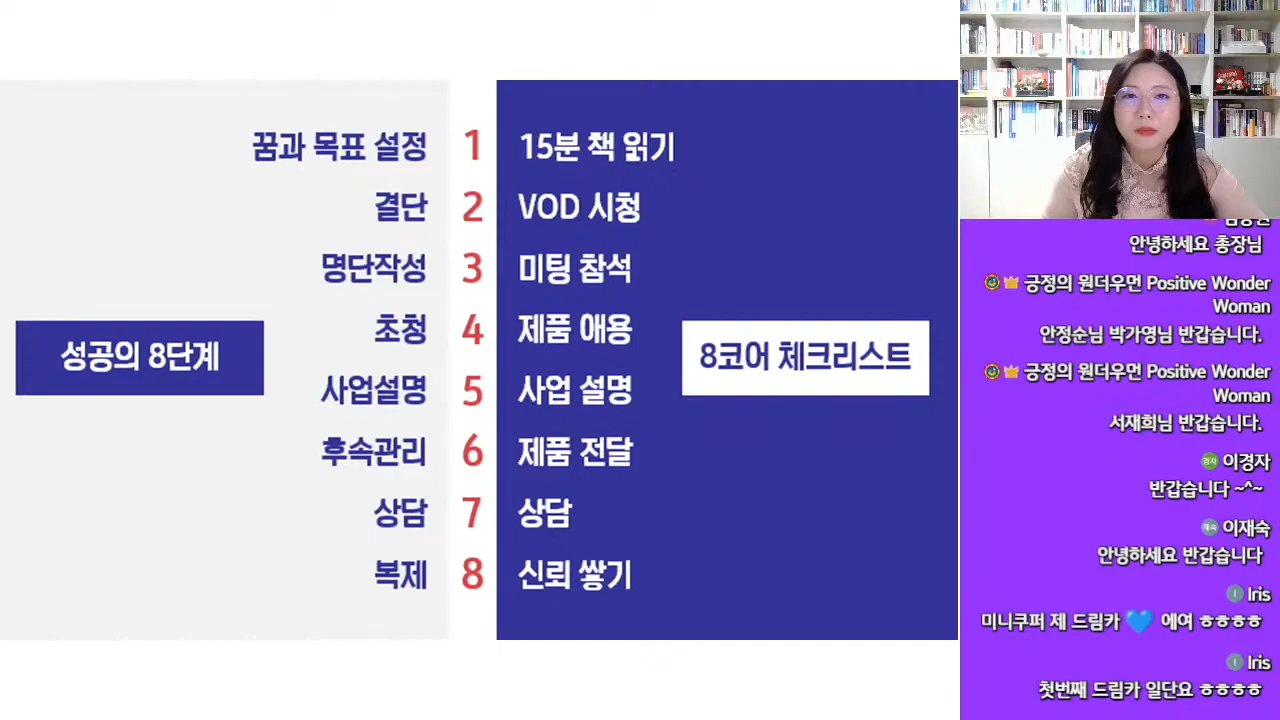 꿈과 목표 설정 1 15분 책 읽기
결단 2 VOD 시청
명단작성 3 미팅 참석
초청 4 제품 애용
성공의 8단계
8코어 체크리스트
사업설명 5 사업 설명
후속관리 6 제품 전달
상담 7 상담
복제 8 신뢰 쌓기
안녕하세요 총장님
긍정의 원더우먼 Positive Wonder
Woman
안정순님 박가영님 반갑습니다.
긍정의 원더우먼 Positive Wonder
Woman
서재희님 반갑습니다.
경자 이경자
반갑습니다 ~^~
재숙 이재숙
안녕하세요 반갑습니다
I Iris
미니쿠퍼 제 드림카 💙 에여 ㅎㅎㅎㅎ
I Iris
첫번째 드림카 일단요 ㅎㅎㅎㅎ